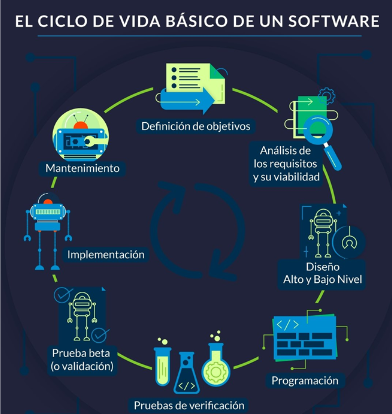 EL CICLO DE VIDA BÁSICO DE UN SOFTWARE
Definición de objetivos
Análisis de
los requisitos
y su viabilidad
Diseño
Alto y Bajo Nivel
</>
Programación
</>
Pruebas de verificación
Prueba beta
(o validación)
Implementación
Mantenimiento